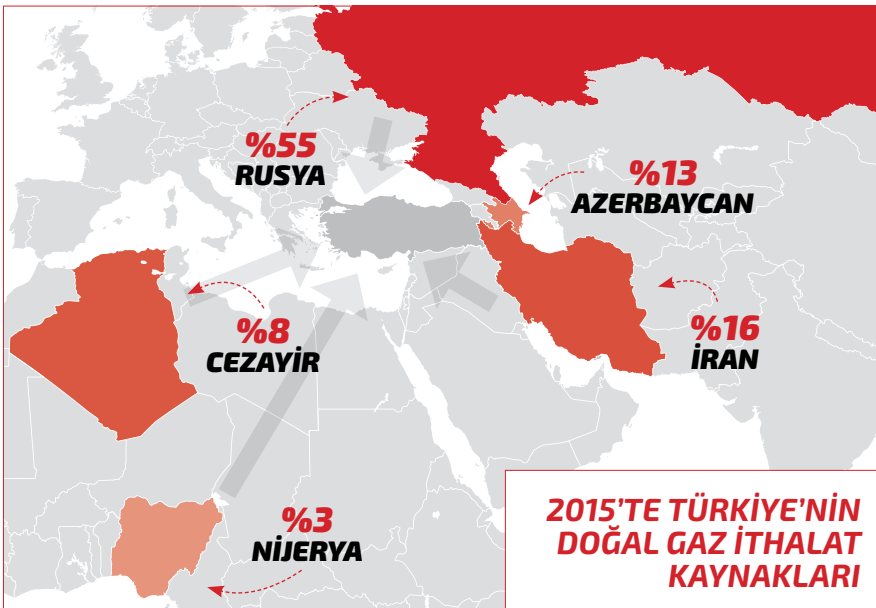 %55
RUSYA
%13
AZERBAYCAN
%8
CEZAYİR
%16
İRAN
%3
NİJERYA
2015'TE TÜRKİYE'NİN
DOĞAL GAZ İTHALAT
KAYNAKLARI